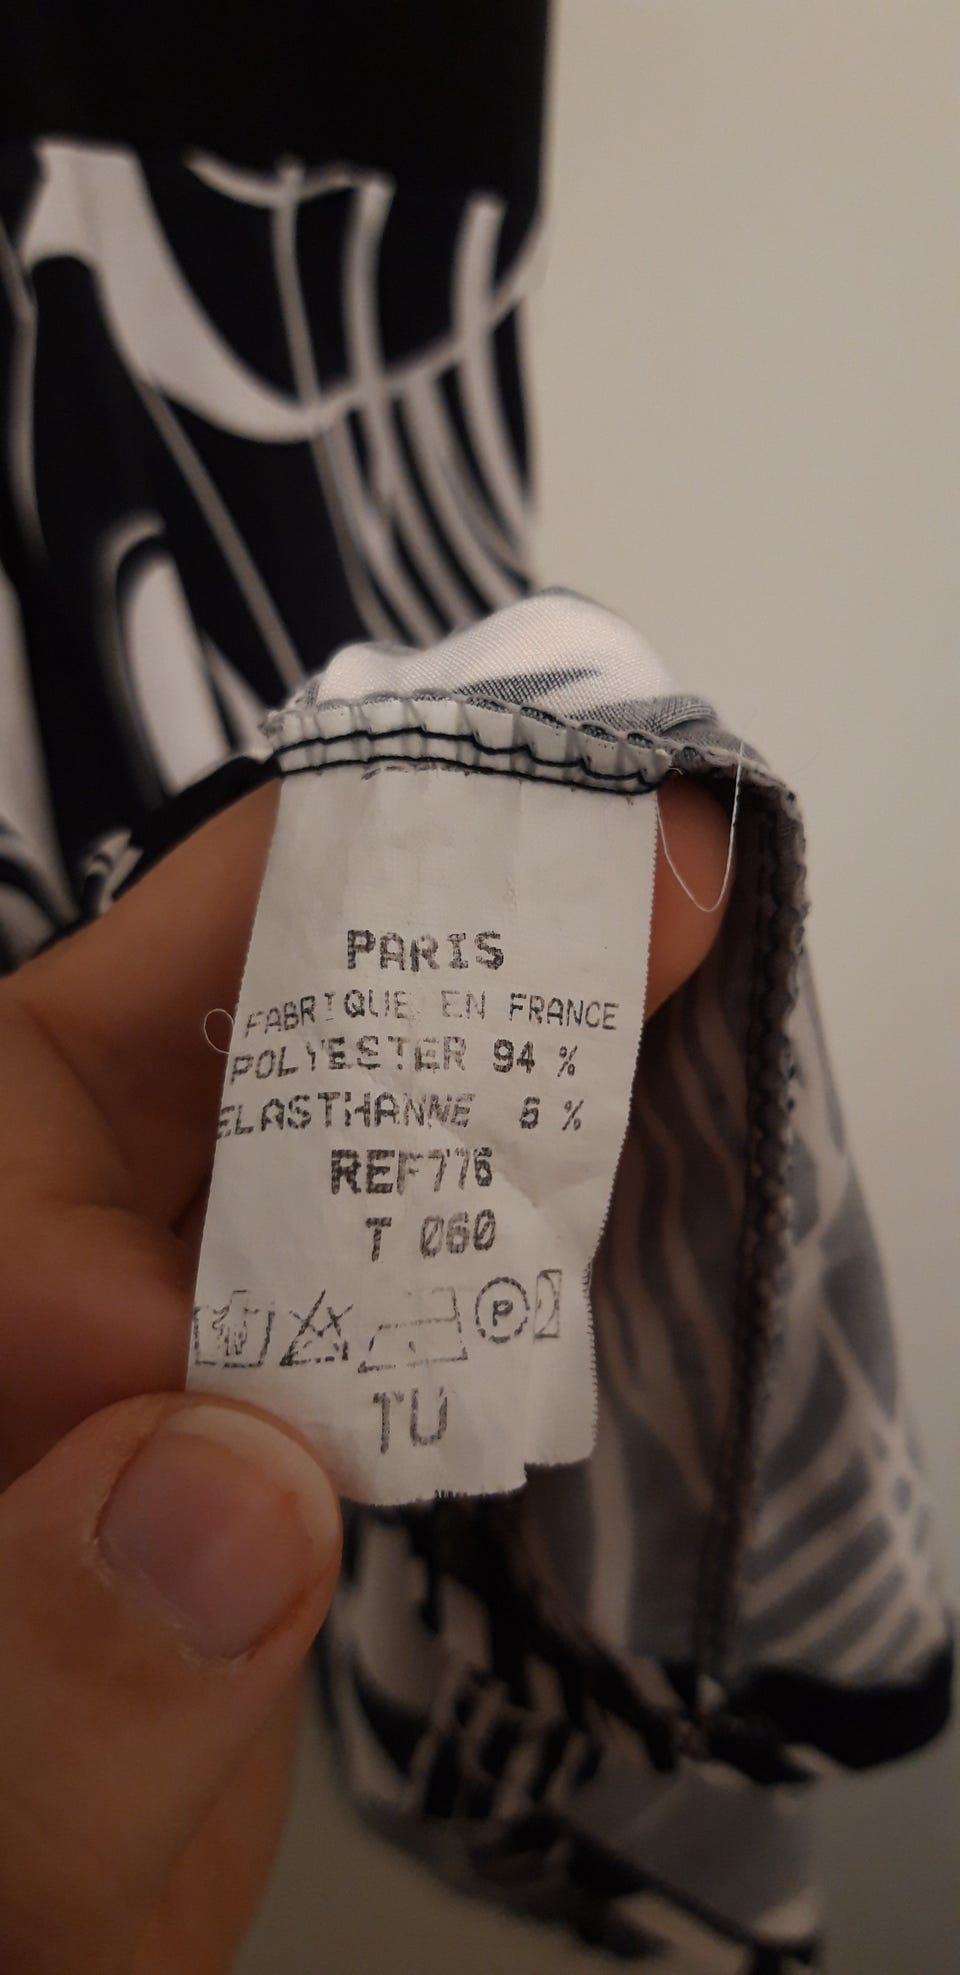 PARIS
FABRIQUE EN FRANCE
POLYESTER 94 %
ELASTHANNE 6 %
REF776
T 060
P
TU